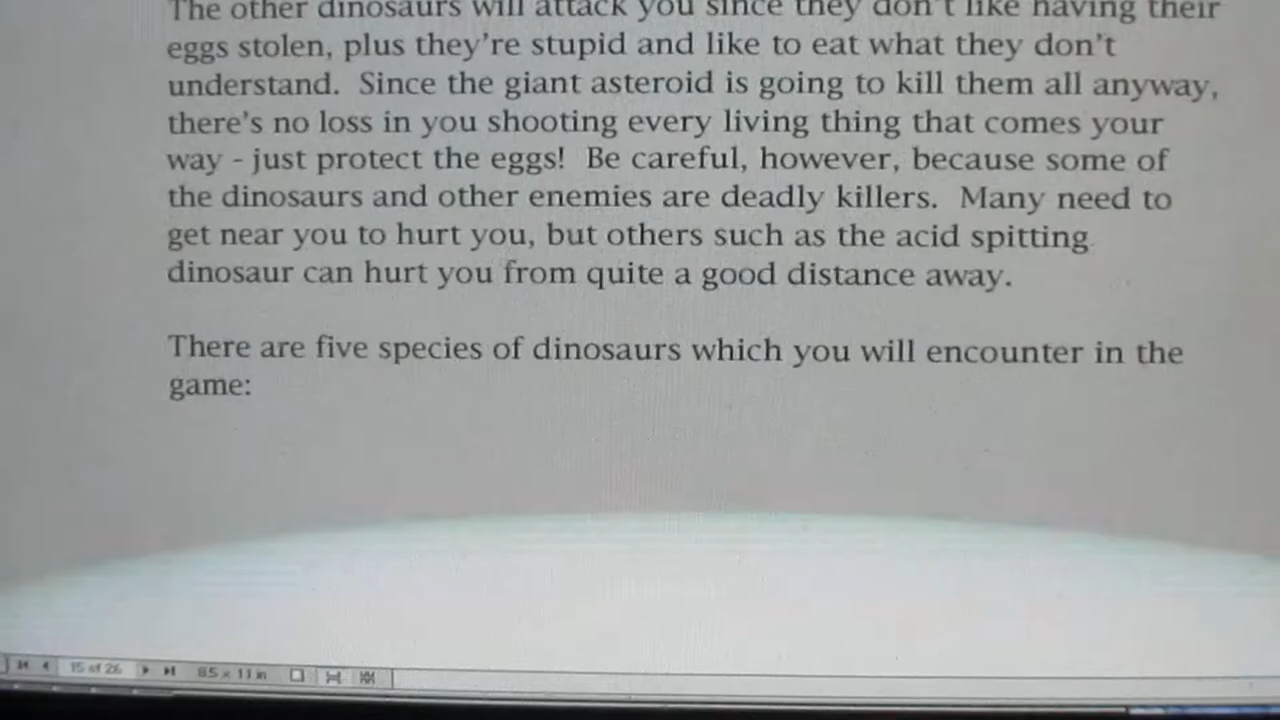 The other dinosaurs will attack you since they don't like having their
eggs stolen, plus they're stupid and like to eat what they don't
understand.  Since the giant asteroid is going to kill them all anyway,
there's no loss in you shooting every living thing that comes your
way - just protect the eggs!  Be careful, however, because some of
the dinosaurs and other enemies are deadly killers.  Many need to
get near you to hurt you, but others such as the acid spitting
dinosaur can hurt you from quite a good distance away.
There are five species of dinosaurs which you will encounter in the
game:
15 of 26 8.5 x 11 in